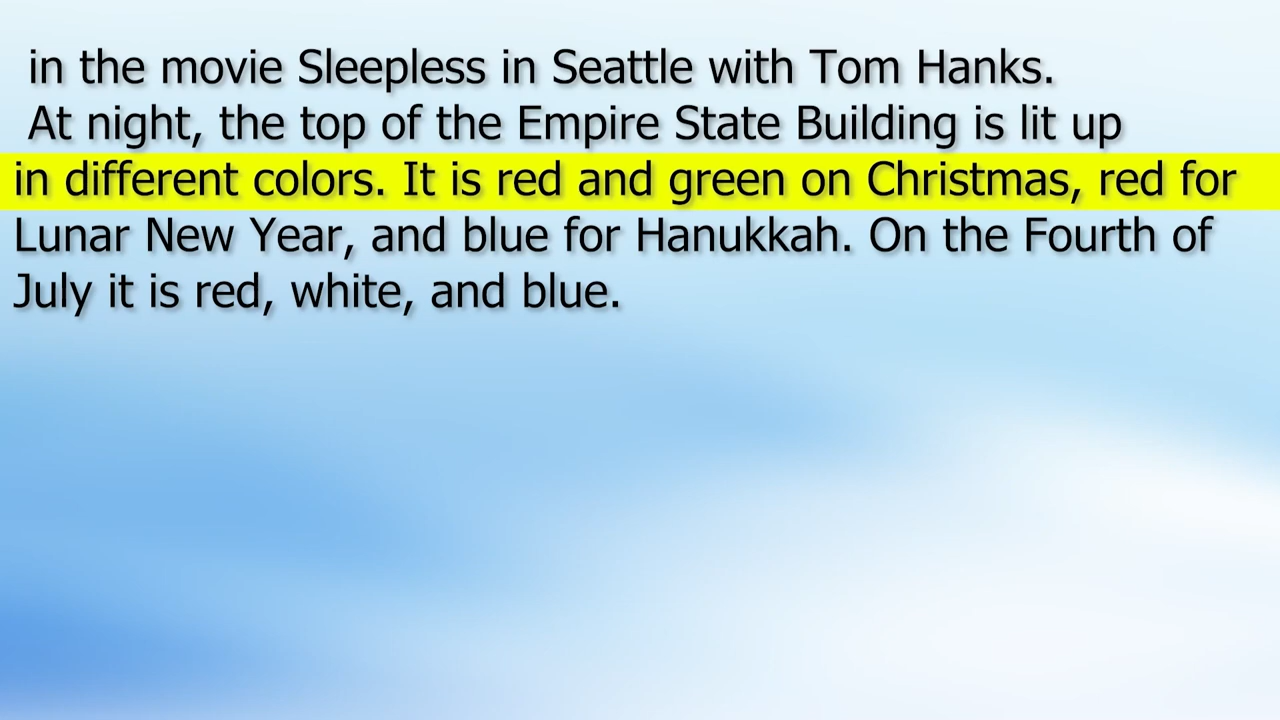 in the movie Sleepless in Seattle with Tom Hanks.
At night, the top of the Empire State Building is lit up
in different colors. It is red and green on Christmas, red for
Lunar New Year, and blue for Hanukkah. On the Fourth of
July it is red, white, and blue.